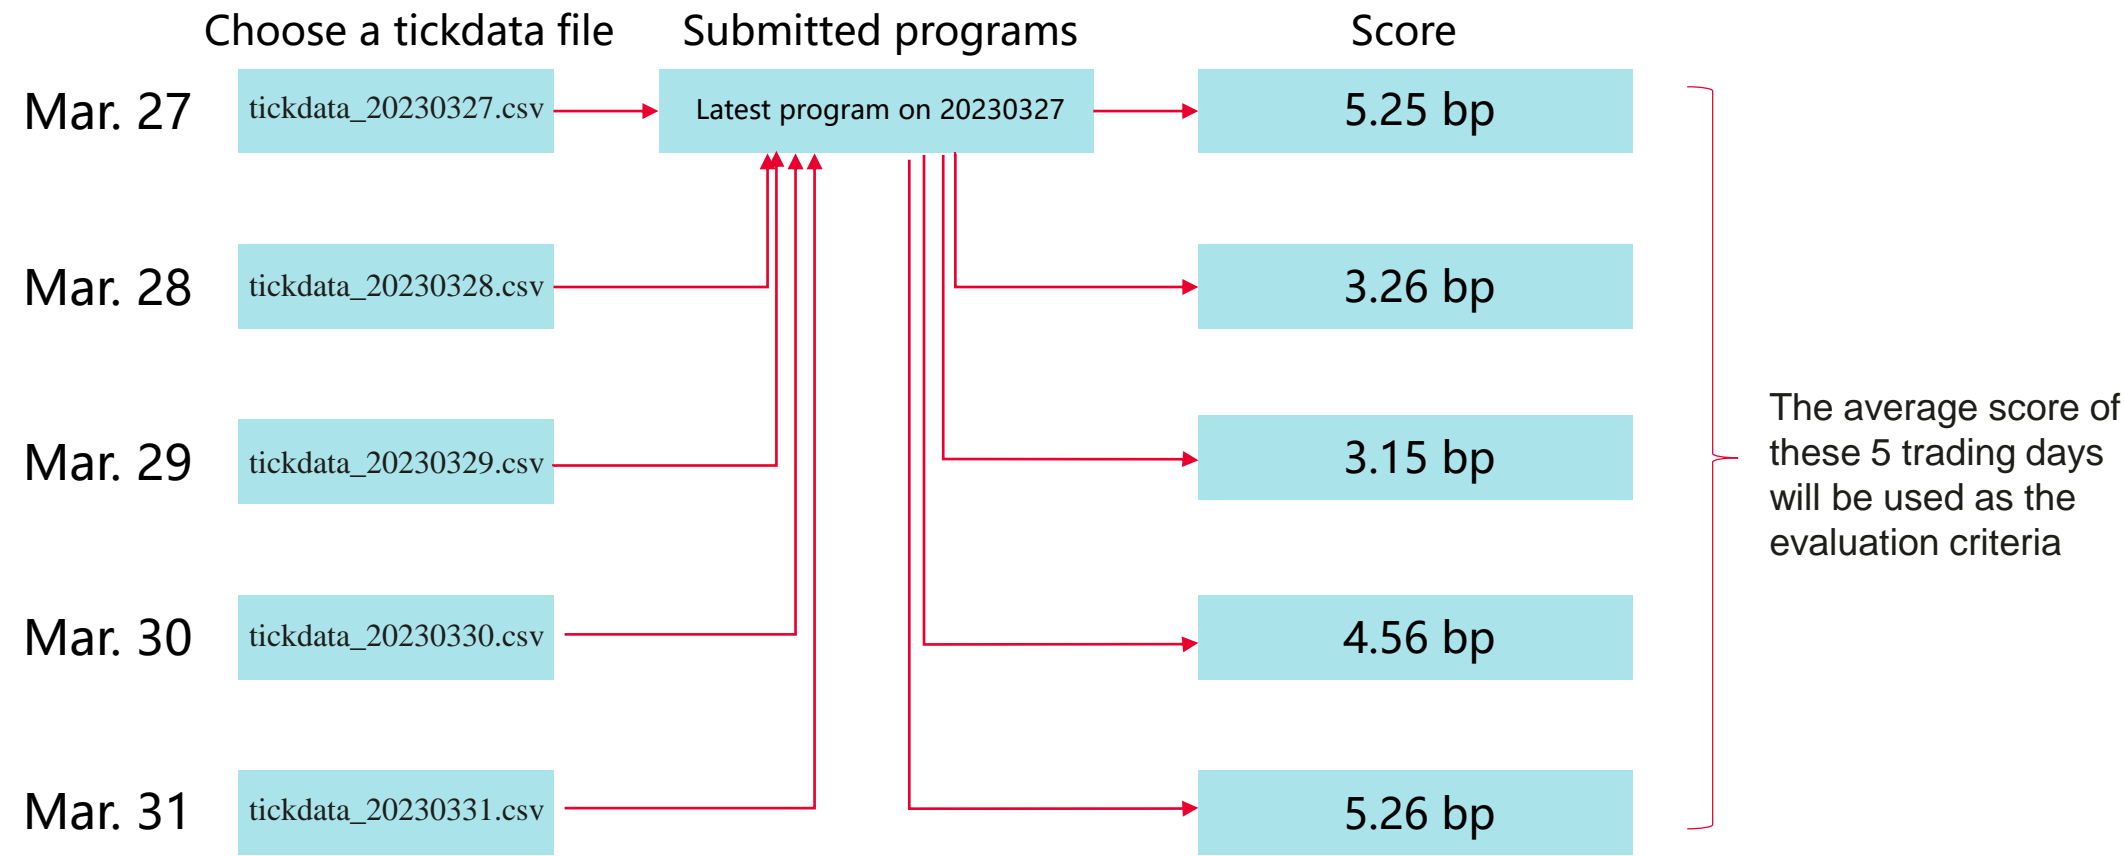 Choose a tickdata file
Submitted programs
Score
Mar. 27
tickdata_20230327.csv
Latest program on 20230327
5.25 bp
Mar. 28
tickdata_20230328.csv
3.26 bp
Mar. 29
tickdata_20230329.csv
3.15 bp
Mar. 30
tickdata_20230330.csv
4.56 bp
Mar. 31
tickdata_20230331.csv
5.26 bp
The average score of
these 5 trading days
will be used as the
evaluation criteria